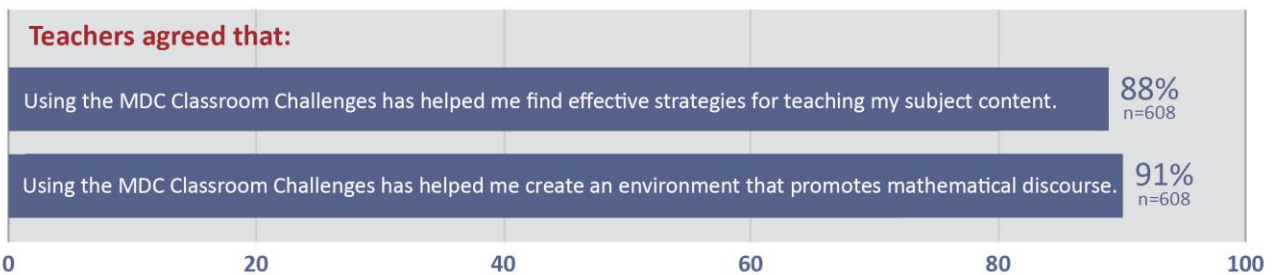 Teachers agreed that:
Using the MDC Classroom Challenges has helped me find effective strategies for teaching my subject content.
88%
n=608
Using the MDC Classroom Challenges has helped me create an environment that promotes mathematical discourse.
91%
n=608
0 20 40 60 80 100